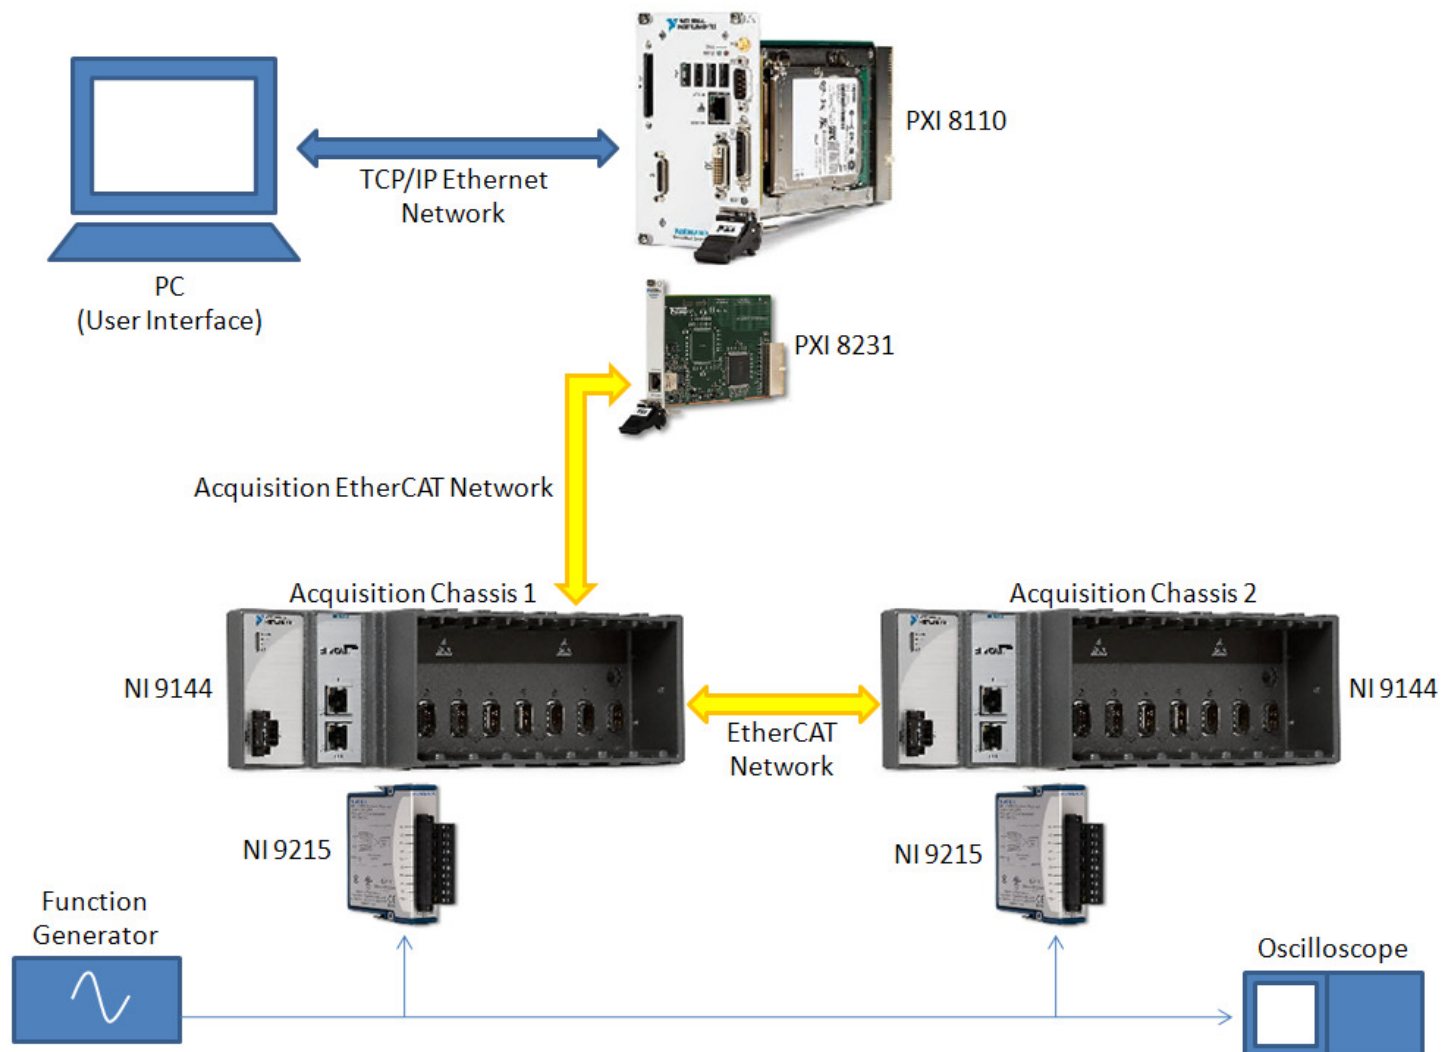 PXI 8110
TCP/IP Ethernet
Network
PC
(User Interface)
PXI 8231
Acquisition EtherCAT Network
Acquisition Chassis 1
Acquisition Chassis 2
NI 9144
NI 9144
EtherCAT
Network
NI 9215
NI 9215
Function
Generator
Oscilloscope